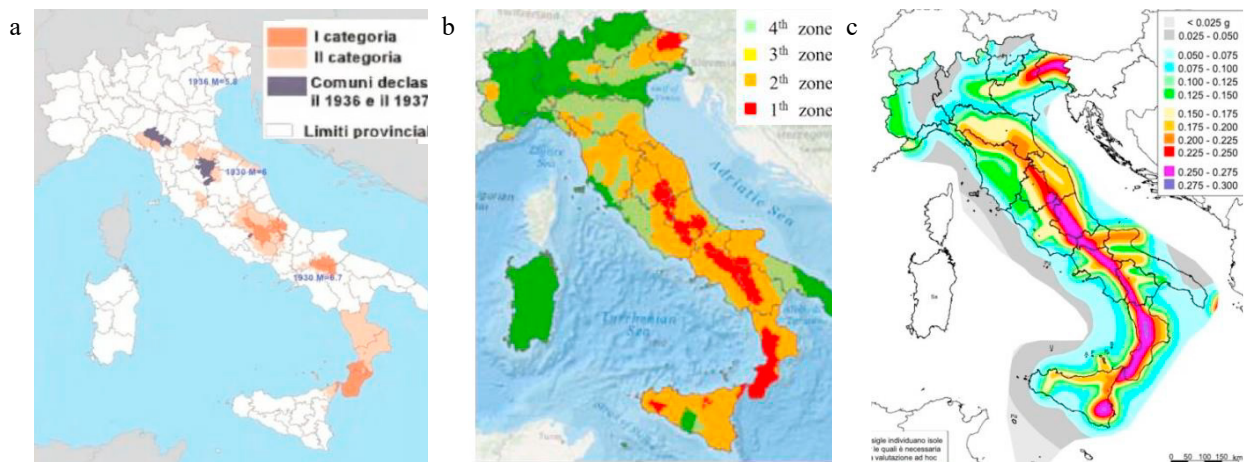 a
I categoria
II categoria
Comuni declas
il 1936 e il 1937
Limiti provincial
1936 M=5.8
1930 M=6
1930 M=6.7
b
4th zone
3th zone
2th zone
1th zone
Switzerland
Slovenia
Adriatic Sea
Tyrrhenian
Sea
c
< 0.025 g
0.025 - 0.050
0.050 - 0.075
0.075 - 0.100
0.100 - 0.125
0.125 - 0.150
0.150 - 0.175
0.175 - 0.200
0.200 - 0.225
0.225 - 0.250
0.250 - 0.275
0.275 - 0.300
sigle individuano isole
le quali è necessaria
a valutazione ad hoc
0 50 100 150 km